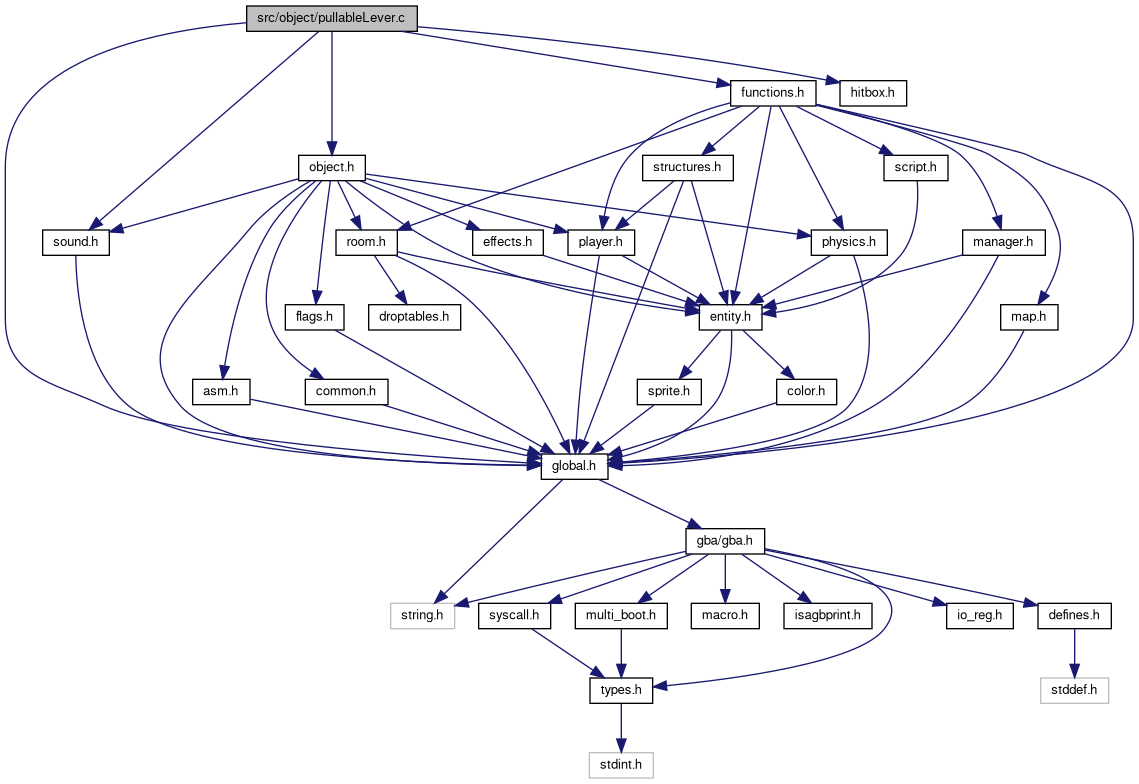 src/object/pullableLever.c
functions.h
hitbox.h
object.h
structures.h
script.h
sound.h
room.h
effects.h
player.h
physics.h
manager.h
flags.h
droptables.h
entity.h
map.h
asm.h
common.h
sprite.h
color.h
global.h
gba/gba.h
string.h
syscall.h
multi_boot.h
macro.h
isagbprint.h
io_reg.h
defines.h
types.h
stddef.h
stdint.h